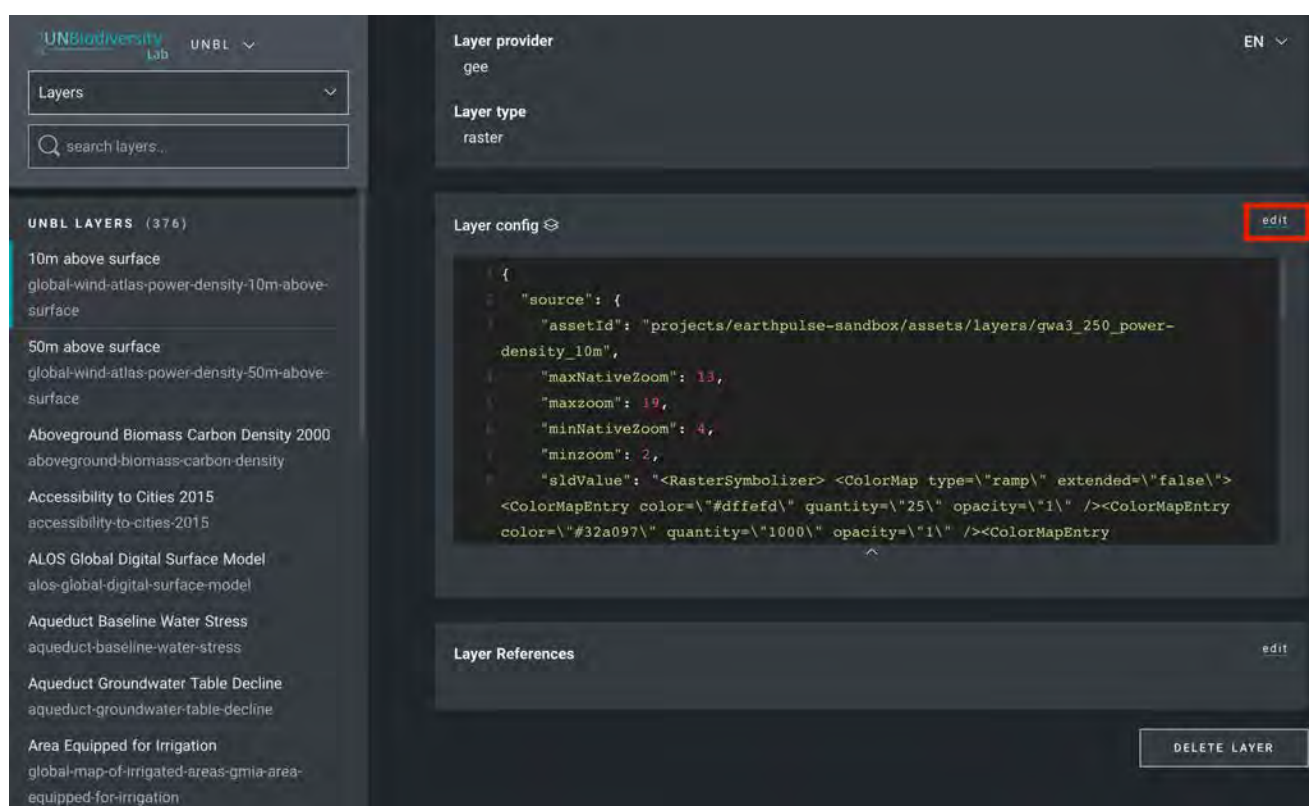 UNBiodiversity
Lab
UNBL
Layers
search layers...
UNBL LAYERS (376)
10m above surface
global-wind-atlas-power-density-10m-above-
surface
50m above surface
global-wind-atlas-power-density-50m-above-
surface
Aboveground Biomass Carbon Density 2000
aboveground-biomass-carbon-density
Accessibility to Cities 2015
accessibility-to-cities-2015
ALOS Global Digital Surface Model
alos-global-digital-surface-model
Aqueduct Baseline Water Stress
aqueduct-baseline-water-stress
Aqueduct Groundwater Table Decline
aqueduct-groundwater-table-decline
Area Equipped for Irrigation
global-map-of-irrigated-areas-gmia-area-
equipped-for-irrigation
Layer provider
EN
gee
Layer type
raster
Layer config
edit
{
"source": {
"assetId": "projects/earthpulse-sandbox/assets/layers/gwa3_250_power-
density_10m",
"maxNativeZoom": 13,
"maxzoom": 19,
"minNativeZoom": 4,
"minzoom": 2,
"sldValue": "<RasterSymbolizer> <ColorMap type=\"ramp\" extended=\"false\">
<ColorMapEntry color=\"#dffefd\" quantity=\"25\" opacity=\"1\" /><ColorMapEntry
color=\"#32a097\" quantity=\"1000\" opacity=\"1\" /><ColorMapEntry
Layer References
edit
DELETE LAYER